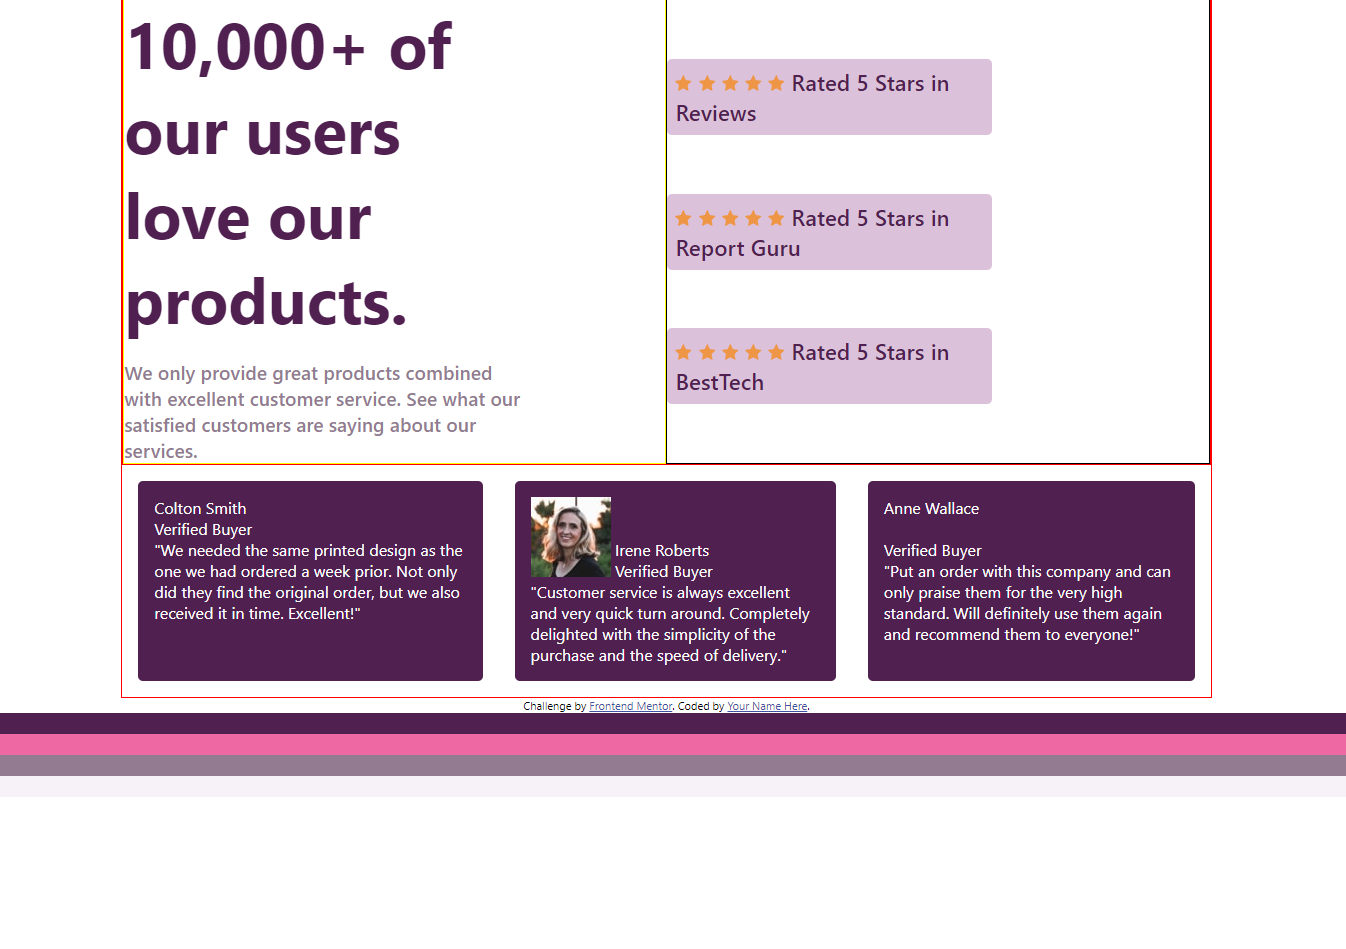 10,000+ of
our users
love our
products.
We only provide great products combined
with excellent customer service. See what our
satisfied customers are saying about our
services.
Rated 5 Stars in
Reviews
Rated 5 Stars in
Report Guru
Rated 5 Stars in
BestTech
Colton Smith
Verified Buyer
"We needed the same printed design as the
one we had ordered a week prior. Not only
did they find the original order, but we also
received it in time. Excellent!"
Irene Roberts
Verified Buyer
"Customer service is always excellent
and very quick turn around. Completely
delighted with the simplicity of the
purchase and the speed of delivery."
Anne Wallace
Verified Buyer
"Put an order with this company and can
only praise them for the very high
standard. Will definitely use them again
and recommend them to everyone!"
Challenge by Frontend Mentor. Coded by Your Name Here.